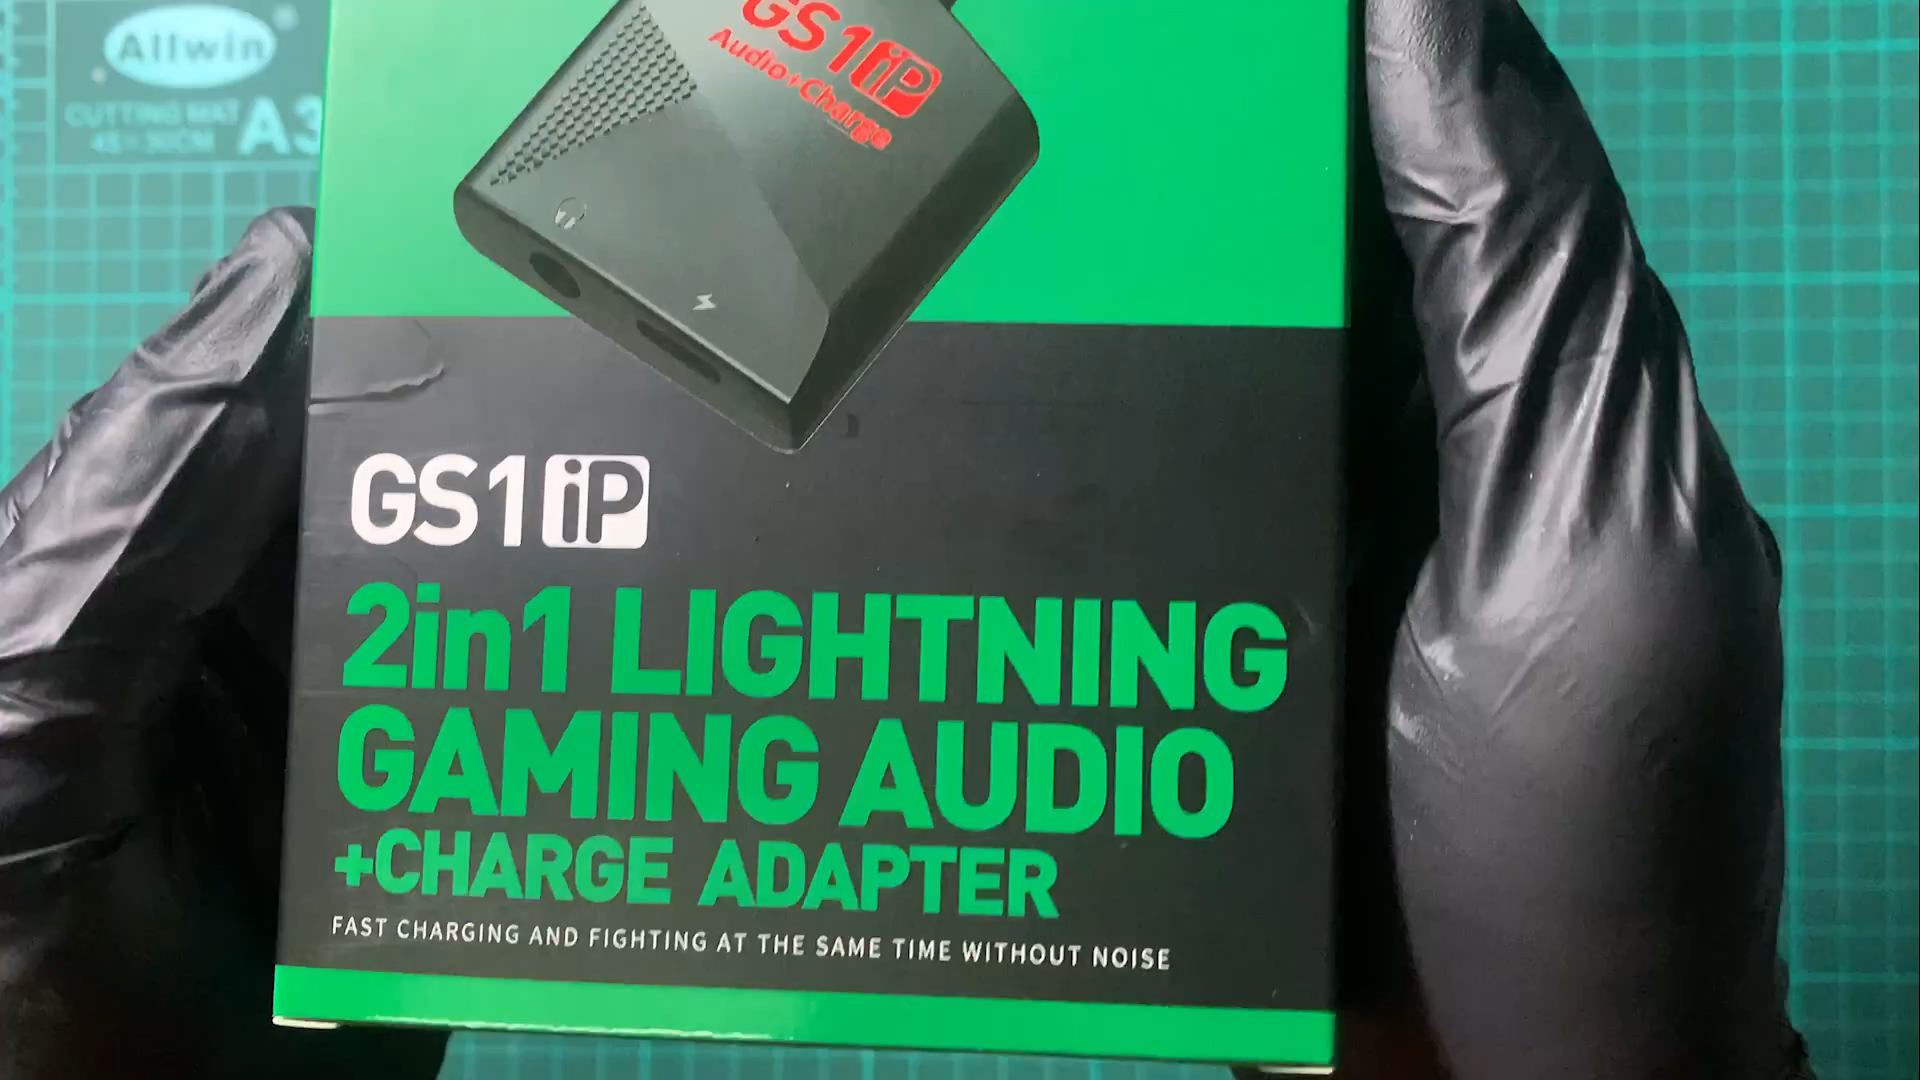 Allwin
CUTTING MAT
45×30CM
A3
GS1iP
Audio+Charge
GS1iP
2in1 LIGHTNING
GAMING AUDIO
+CHARGE ADAPTER
FAST CHARGING AND FIGHTING AT THE SAME TIME WITHOUT NOISE